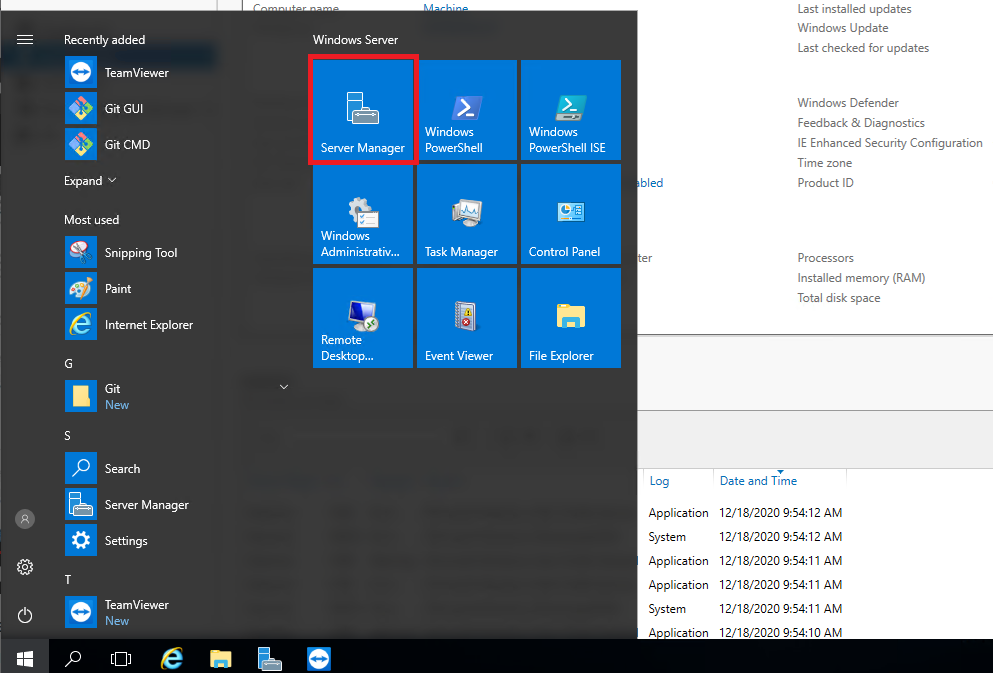 Computer name
Machine
Last installed updates
Windows Update
Last checked for updates
Windows Defender
Feedback & Diagnostics
IE Enhanced Security Configuration
Time zone
Product ID
abled
ter
Processors
Installed memory (RAM)
Total disk space
Recently added
TeamViewer
Git GUI
Git CMD
Expand
Most used
Snipping Tool
Paint
Internet Explorer
G
Git
New
S
Search
Server Manager
Settings
T
TeamViewer
New
Windows Server
Server Manager
Windows
PowerShell
Windows
PowerShell ISE
Windows
Administrativ...
Task Manager
Control Panel
Remote
Desktop...
Event Viewer
File Explorer
Log Date and Time
Application 12/18/2020 9:54:12 AM
System 12/18/2020 9:54:12 AM
Application 12/18/2020 9:54:11 AM
Application 12/18/2020 9:54:11 AM
System 12/18/2020 9:54:11 AM
Application 12/18/2020 9:54:10 AM